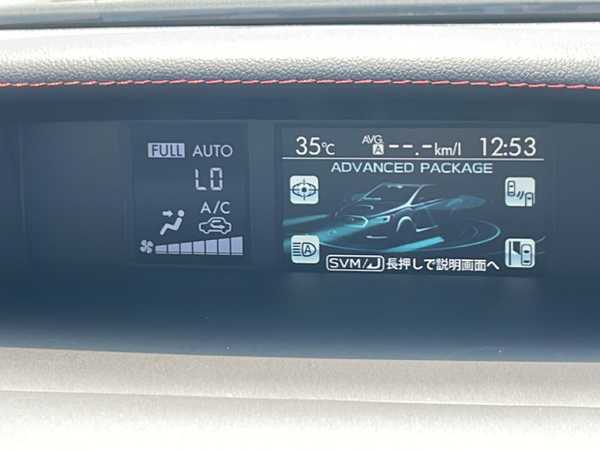 FULL AUTO
LO
A/C
35℃ AVG. A --.-km/l 12:53
ADVANCED PACKAGE
A
SVM/ 長押しで説明画面へ